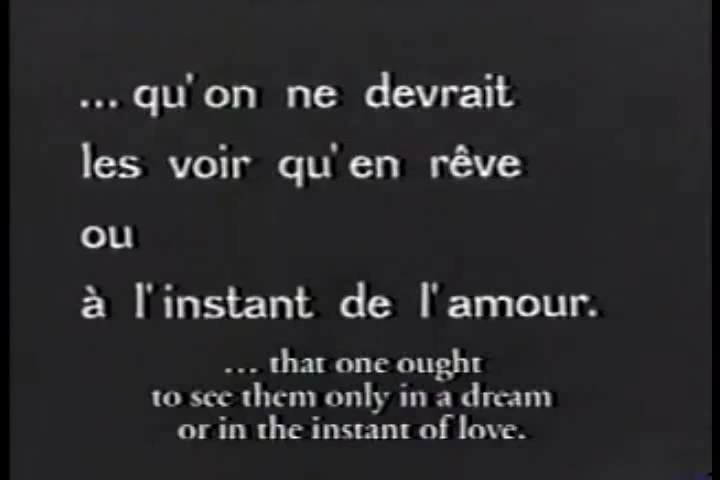 ... qu'on ne devrait
les voir qu'en rêve
ou
à l'instant de l'amour.
... that one ought
to see them only in a dream
or in the instant of love.